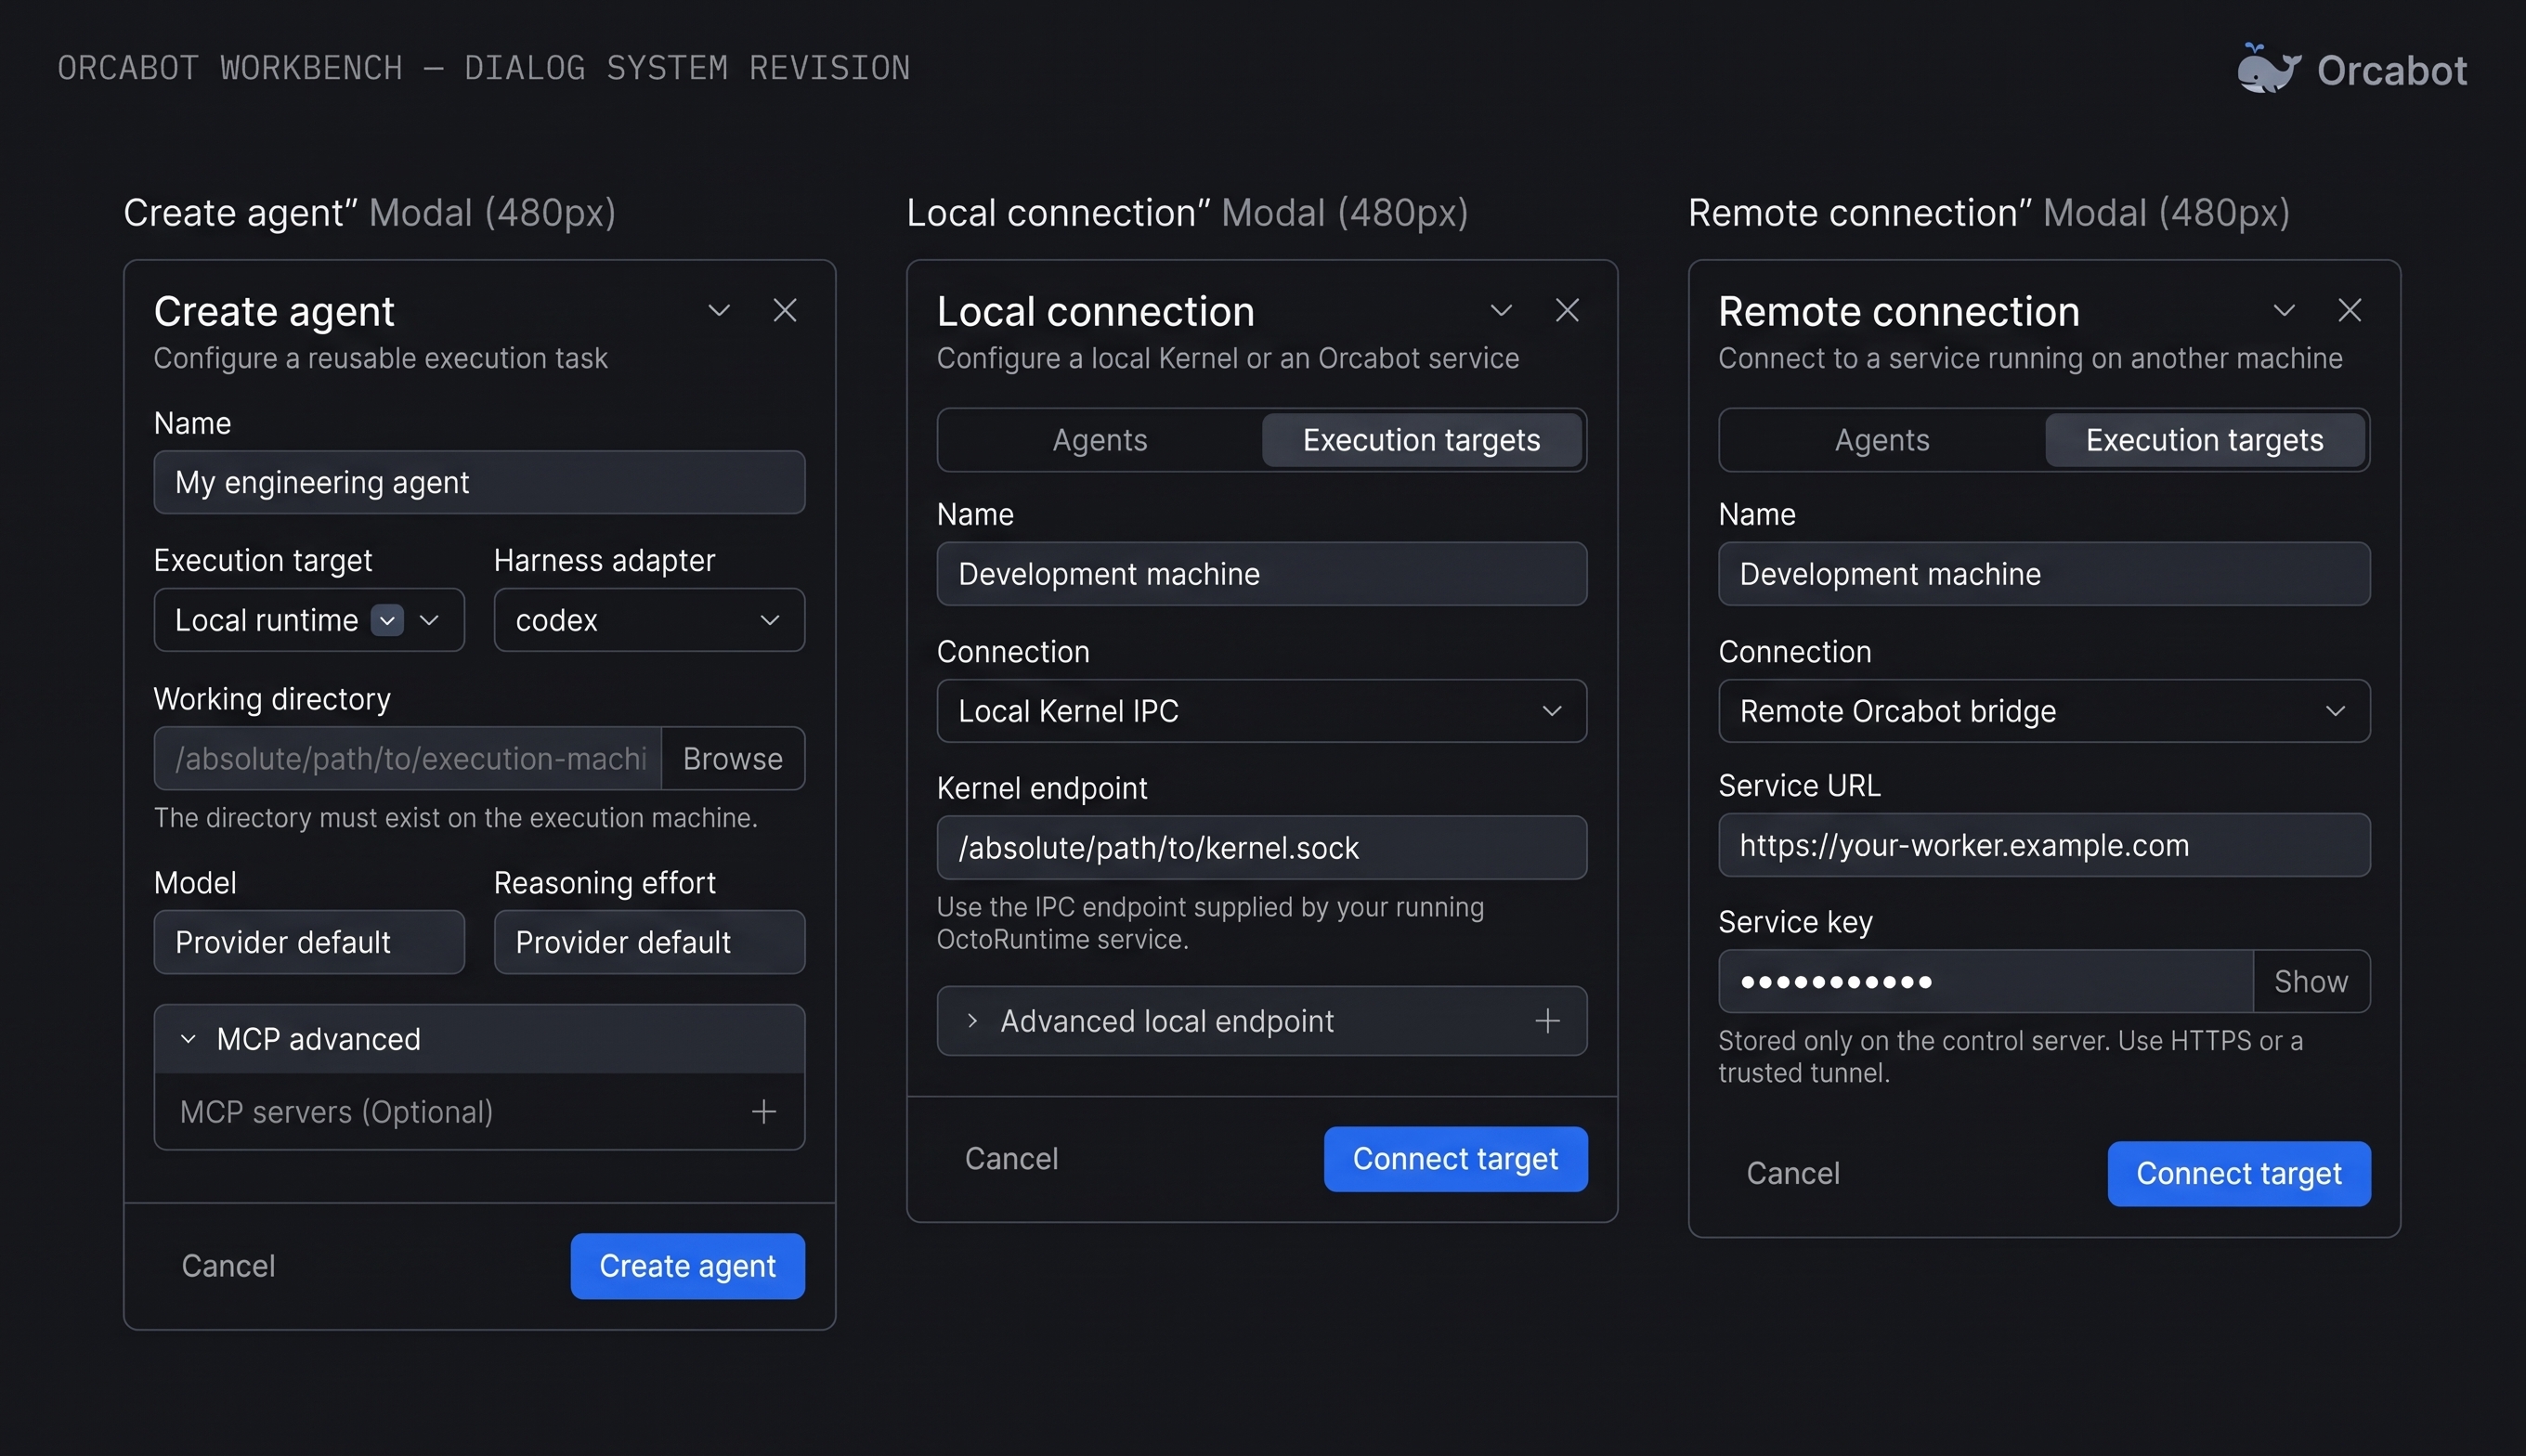 ORCABOT WORKBENCH — DIALOG SYSTEM REVISION
Orcabot
Create agent” Modal (480px)
Create agent
Configure a reusable execution task
Name
My engineering agent
Execution target
Harness adapter
Local runtime
codex
Working directory
/absolute/path/to/execution-machi
Browse
The directory must exist on the execution machine.
Model
Reasoning effort
Provider default
Provider default
MCP advanced
MCP servers (Optional)
Cancel
Create agent
Local connection” Modal (480px)
Local connection
Configure a local Kernel or an Orcabot service
Agents
Execution targets
Name
Development machine
Connection
Local Kernel IPC
Kernel endpoint
/absolute/path/to/kernel.sock
Use the IPC endpoint supplied by your running
OctoRuntime service.
Advanced local endpoint
Cancel
Connect target
Remote connection” Modal (480px)
Remote connection
Connect to a service running on another machine
Agents
Execution targets
Name
Development machine
Connection
Remote Orcabot bridge
Service URL
https://your-worker.example.com
Service key
•••••••••••
Show
Stored only on the control server. Use HTTPS or a
trusted tunnel.
Cancel
Connect target